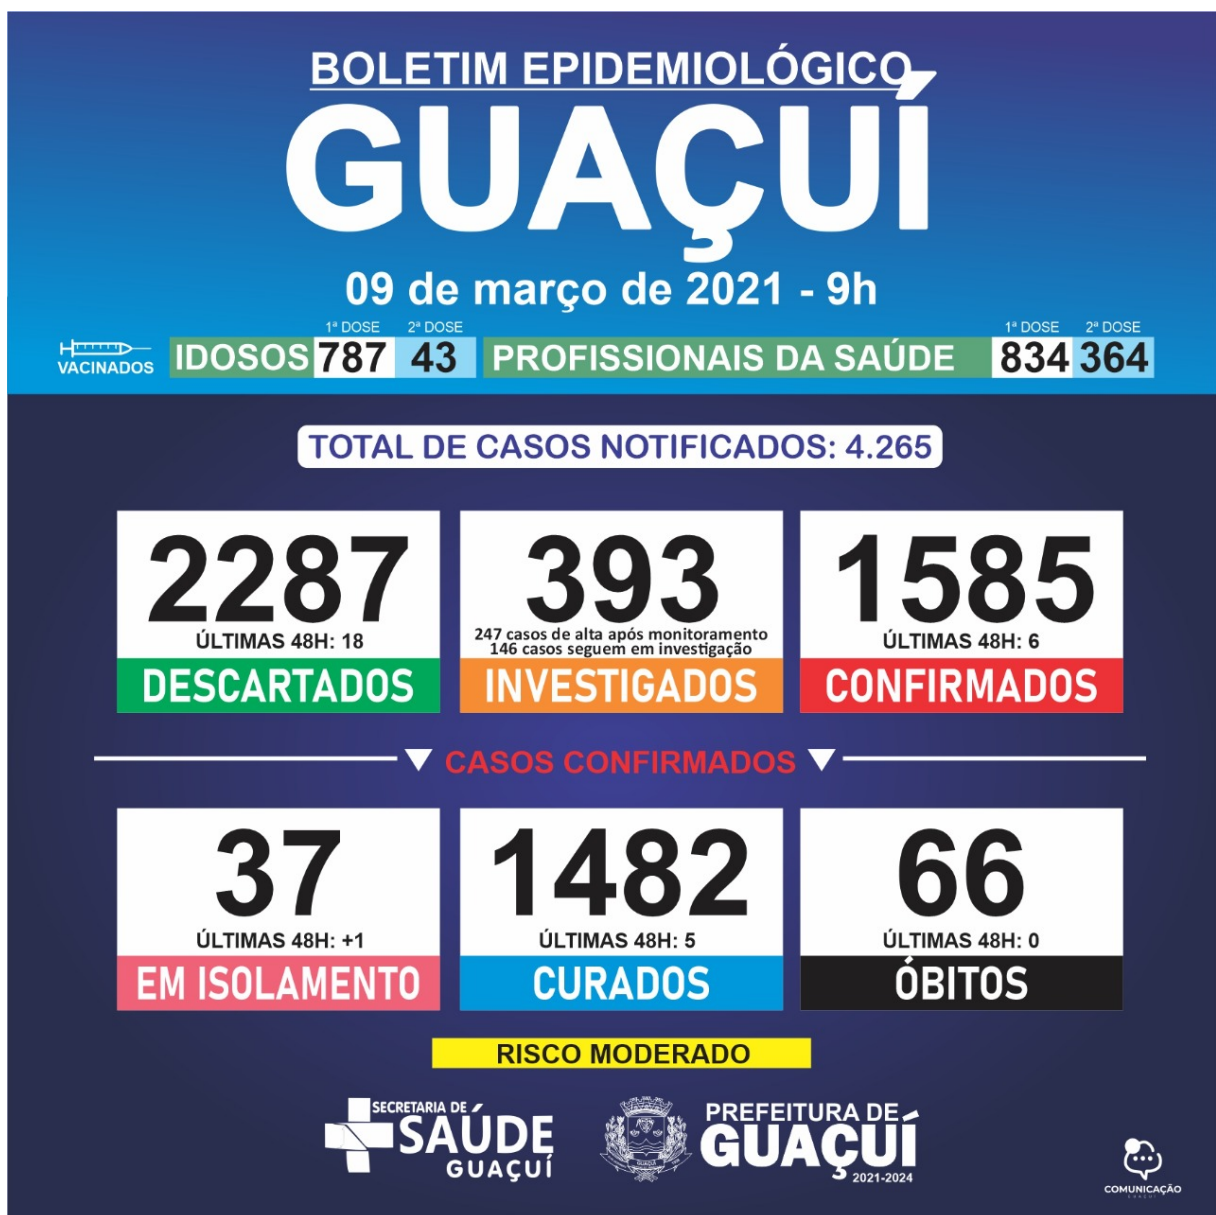 BOLETIM EPIDEMIOLÓGICO
GUAÇUÍ
09 de março de 2021 - 9h
1ª DOSE 2ª DOSE 1ª DOSE 2ª DOSE
VACINADOS IDOSOS 787 43 PROFISSIONAIS DA SAÚDE 834 364
TOTAL DE CASOS NOTIFICADOS: 4.265
2287
ÚLTIMAS 48H: 18
DESCARTADOS
393
247 casos de alta após monitoramento
146 casos seguem em investigação
INVESTIGADOS
1585
ÚLTIMAS 48H: 6
CONFIRMADOS
CASOS CONFIRMADOS
37
ÚLTIMAS 48H: +1
EM ISOLAMENTO
1482
ÚLTIMAS 48H: 5
CURADOS
66
ÚLTIMAS 48H: 0
ÓBITOS
RISCO MODERADO
SECRETARIA DE
SAÚDE
GUAÇUÍ
PREFEITURA DE
GUAÇUÍ
2021-2024
COMUNICAÇÃO
GUAÇUÍ